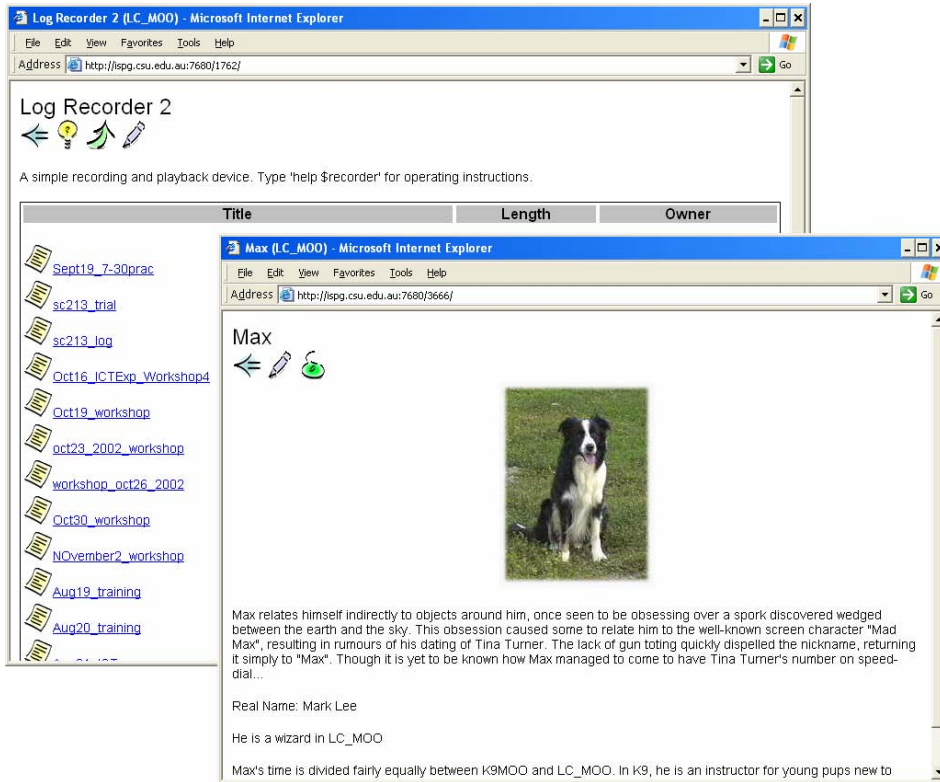 Log Recorder 2 (LC_MOO) - Microsoft Internet Explorer
File Edit View Favorites Tools Help
Address http://ispg.csu.edu.au:7680/1762/ Go
Log Recorder 2
A simple recording and playback device. Type 'help $recorder' for operating instructions.
Title Length Owner
Sept19_7-30prac
sc213_trial
sc213_log
Oct16_ICTExp_Workshop4
Oct19_workshop
oct23_2002_workshop
workshop_oct26_2002
Oct30_workshop
NOvember2_workshop
Aug19_training
Aug20_training
Max (LC_MOO) - Microsoft Internet Explorer
File Edit View Favorites Tools Help
Address http://ispg.csu.edu.au:7680/3666/ Go
Max
Max relates himself indirectly to objects around him, once seen to be obsessing over a spork discovered wedged
between the earth and the sky. This obsession caused some to relate him to the well-known screen character "Mad
Max", resulting in rumours of his dating of Tina Turner. The lack of gun toting quickly dispelled the nickname, returning
it simply to "Max". Though it is yet to be known how Max managed to come to have Tina Turner's number on speed-
dial...
Real Name: Mark Lee
He is a wizard in LC_MOO
Max's time is divided fairly equally between K9MOO and LC_MOO. In K9, he is an instructor for young pups new to